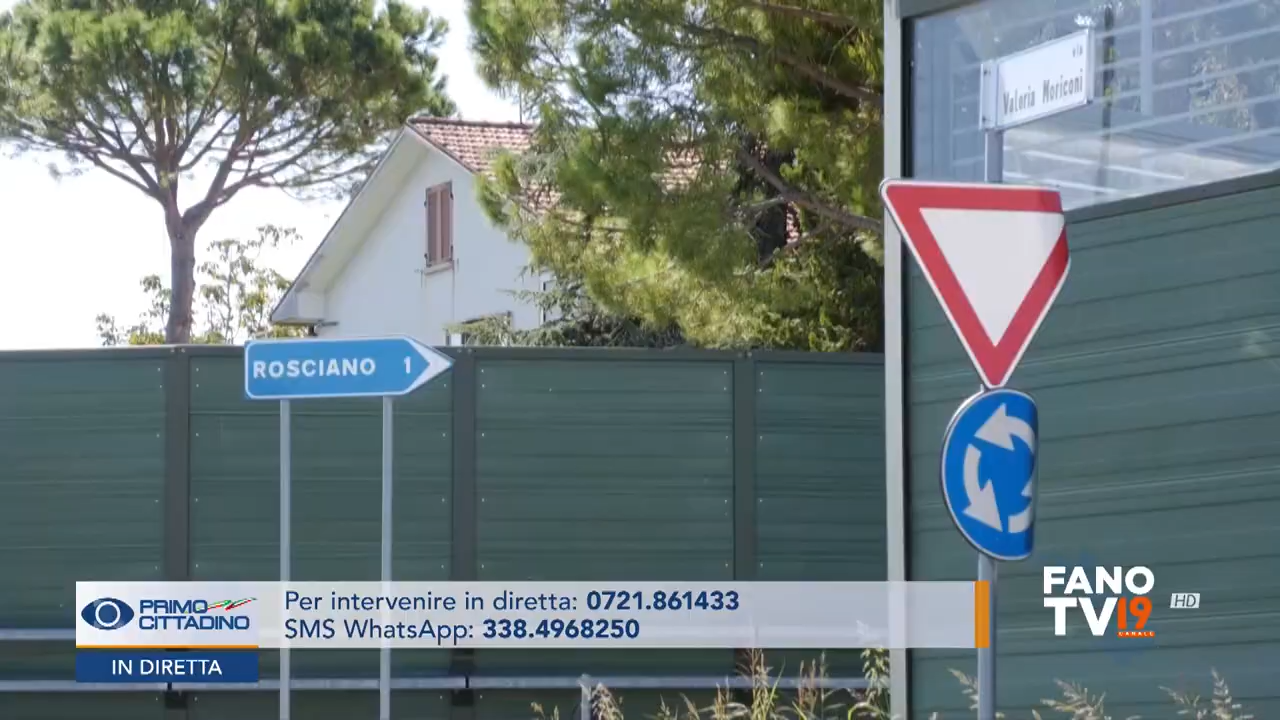 via
Valeria Moriconi
ROSCIANO 1
PRIMO
CITTADINO
Per intervenire in diretta: 0721.861433
SMS WhatsApp: 338.4968250
IN DIRETTA
FANO
TV19
CANALE
HD